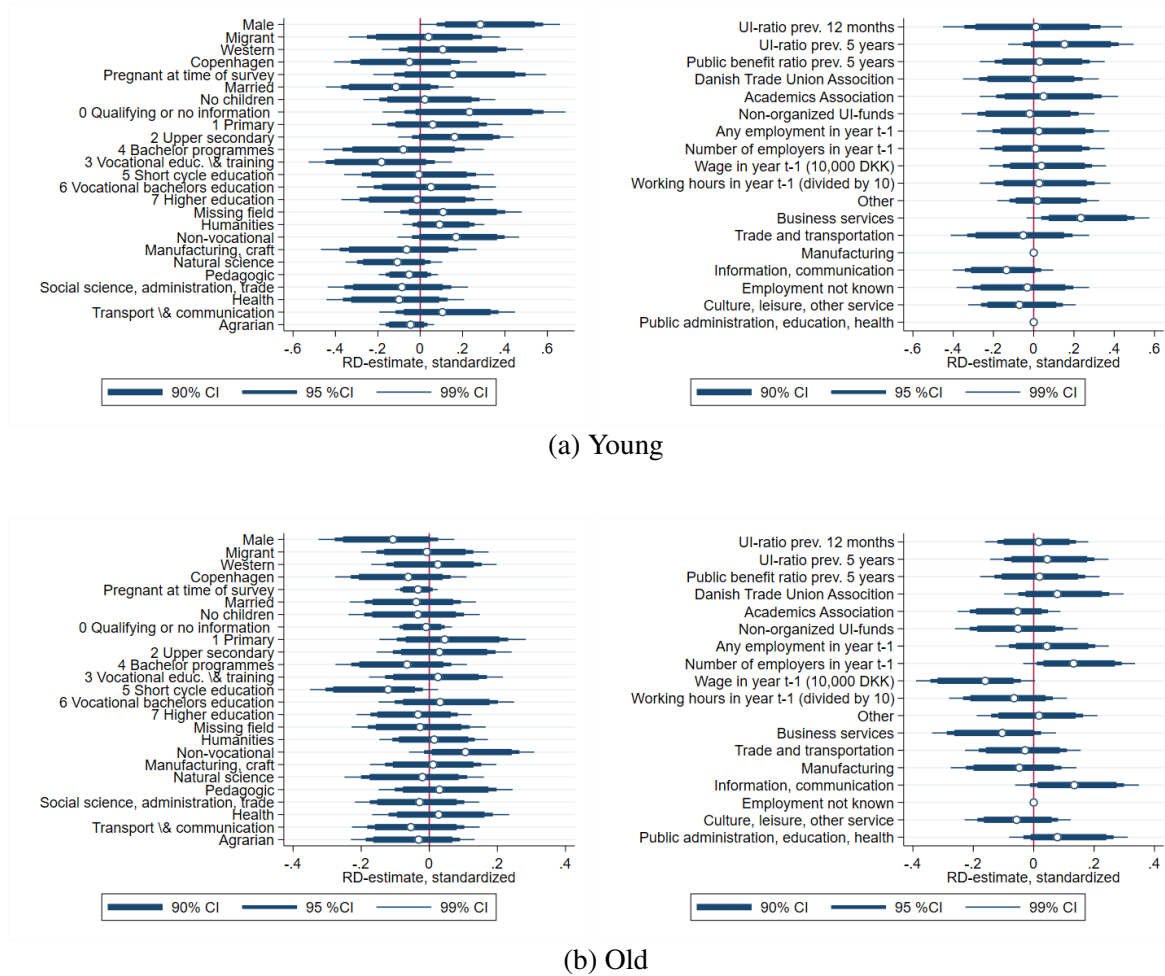 Male
Migrant
Western
Copenhagen
Pregnant at time of survey
Married
No children
0 Qualifying or no information
1 Primary
2 Upper secondary
4 Bachelor programmes
3 Vocational educ. \& training
5 Short cycle education
6 Vocational bachelors education
7 Higher education
Missing field
Humanities
Non-vocational
Manufacturing, craft
Natural science
Pedagogic
Social science, administration, trade
Health
Transport \& communication
Agrarian
-.6 -.4 -.2 0 .2 .4 .6
RD-estimate, standardized
90% CI 95 %CI 99% CI
UI-ratio prev. 12 months
UI-ratio prev. 5 years
Public benefit ratio prev. 5 years
Danish Trade Union Assocition
Academics Association
Non-organized UI-funds
Any employment in year t-1
Number of employers in year t-1
Wage in year t-1 (10,000 DKK)
Working hours in year t-1 (divided by 10)
Other
Business services
Trade and transportation
Manufacturing
Information, communication
Employment not known
Culture, leisure, other service
Public administration, education, health
-.6 -.4 -.2 0 .2 .4 .6
RD-estimate, standardized
90% CI 95 %CI 99% CI
(a) Young
Male
Migrant
Western
Copenhagen
Pregnant at time of survey
Married
No children
0 Qualifying or no information
1 Primary
2 Upper secondary
4 Bachelor programmes
3 Vocational educ. \& training
5 Short cycle education
6 Vocational bachelors education
7 Higher education
Missing field
Humanities
Non-vocational
Manufacturing, craft
Natural science
Pedagogic
Social science, administration, trade
Health
Transport \& communication
Agrarian
-.4 -.2 0 .2 .4
RD-estimate, standardized
90% CI 95 %CI 99% CI
UI-ratio prev. 12 months
UI-ratio prev. 5 years
Public benefit ratio prev. 5 years
Danish Trade Union Assocition
Academics Association
Non-organized UI-funds
Any employment in year t-1
Number of employers in year t-1
Wage in year t-1 (10,000 DKK)
Working hours in year t-1 (divided by 10)
Other
Business services
Trade and transportation
Manufacturing
Information, communication
Employment not known
Culture, leisure, other service
Public administration, education, health
-.4 -.2 0 .2 .4
RD-estimate, standardized
90% CI 95 %CI 99% CI
(b) Old